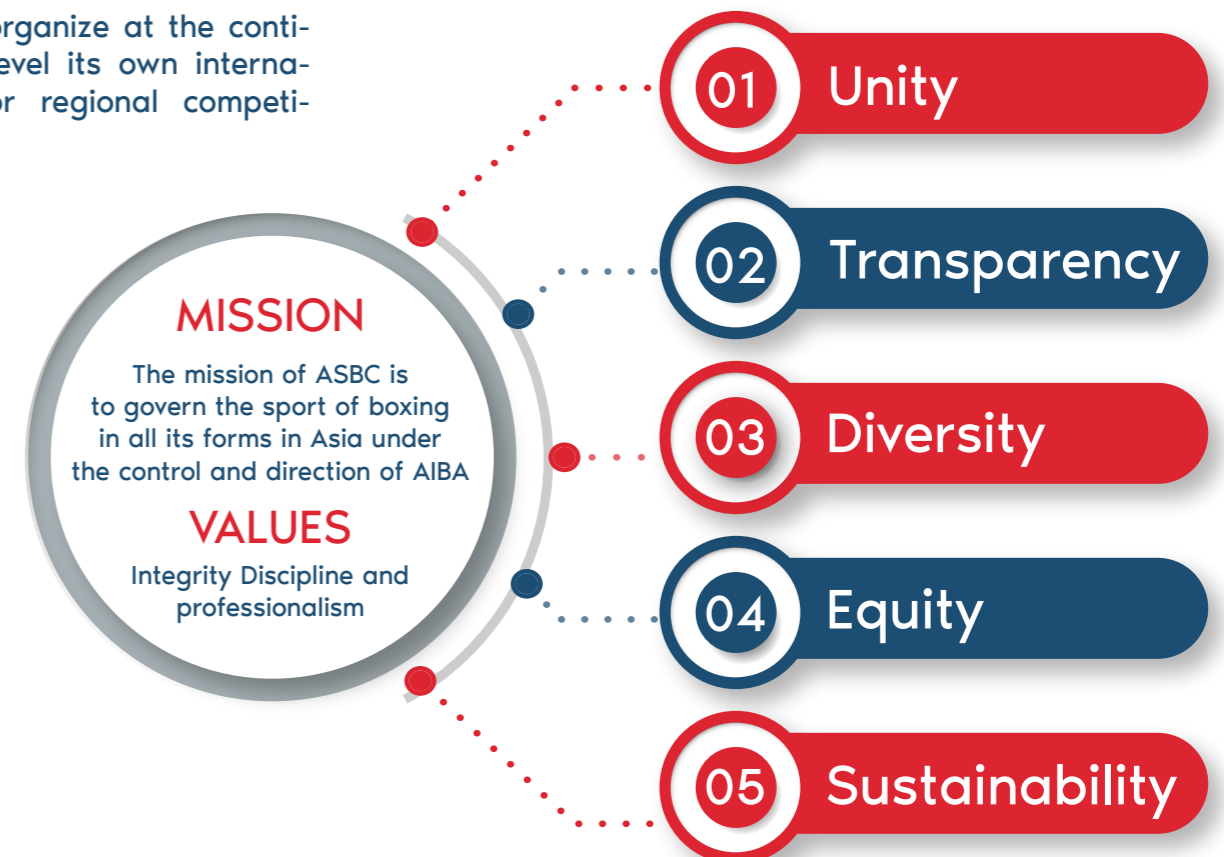 organize at the conti-
level its own interna-
or regional competi-
MISSION
The mission of ASBC is
to govern the sport of boxing
in all its forms in Asia under
the control and direction of AIBA
VALUES
Integrity Discipline and
professionalism
01 Unity
02 Transparency
03 Diversity
04 Equity
05 Sustainability